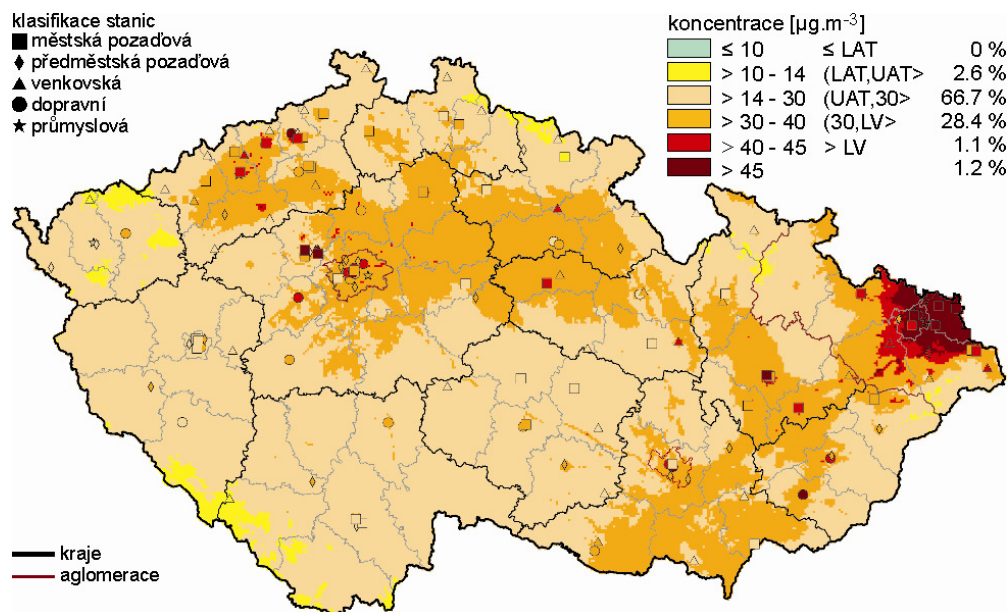 klasifikace stanic
městská pozaďová
předměstská pozaďová
venkovská
dopravní
průmyslová
koncentrace [µg.m⁻³]
≤ 10 ≤ LAT 0 %
> 10 - 14 (LAT,UAT> 2.6 %
> 14 - 30 (UAT,30> 66.7 %
> 30 - 40 (30,LV> 28.4 %
> 40 - 45 > LV 1.1 %
> 45 1.2 %
kraje
aglomerace